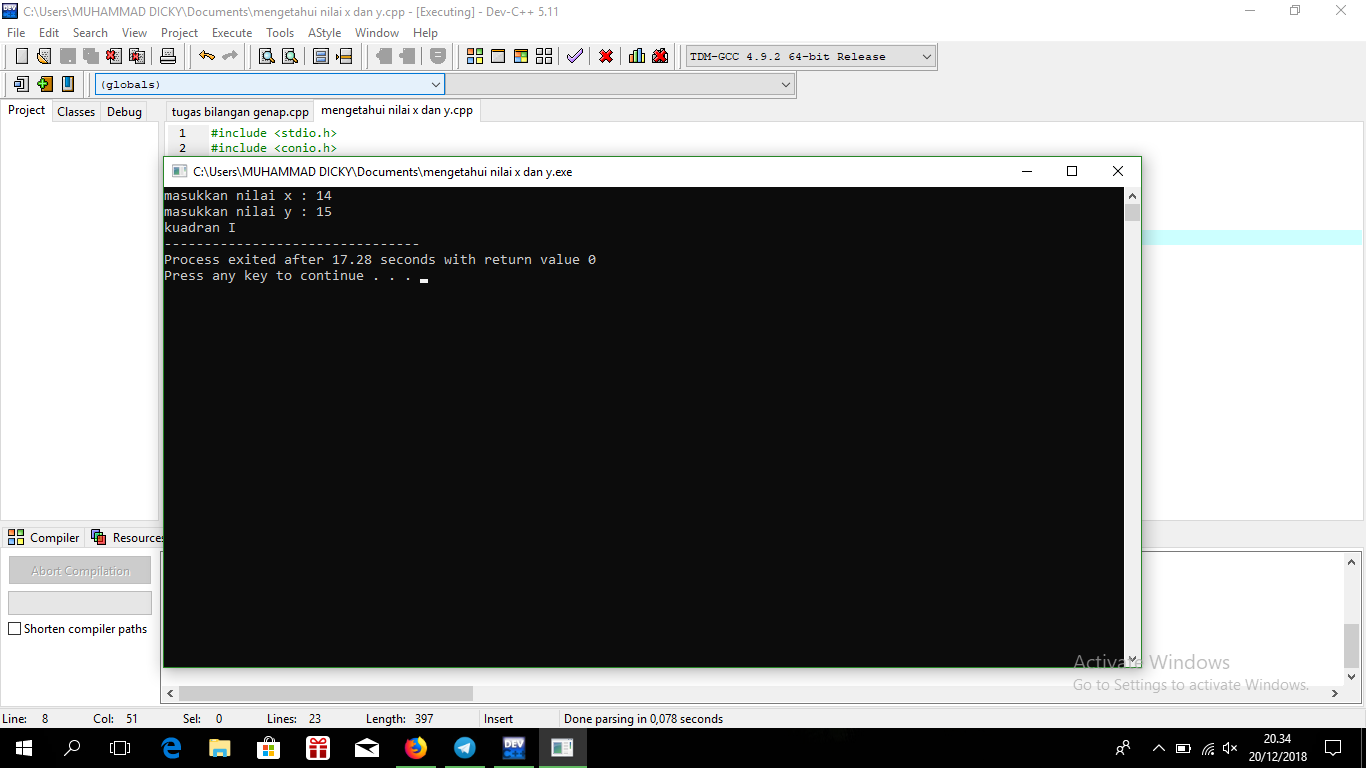 C:\Users\MUHAMMAD DICKY\Documents\mengetahui nilai x dan y.cpp - [Executing] - Dev-C++ 5.11
File Edit Search View Project Execute Tools AStyle Window Help
TDM-GCC 4.9.2 64-bit Release
(globals)
Project Classes Debug
tugas bilangan genap.cpp mengetahui nilai x dan y.cpp
1 #include <stdio.h>
2 #include <conio.h>
C:\Users\MUHAMMAD DICKY\Documents\mengetahui nilai x dan y.exe
masukkan nilai x : 14
masukkan nilai y : 15
kuadran I
--------------------------------
Process exited after 17.28 seconds with return value 0
Press any key to continue . . .
Compiler Resources
Abort Compilation
Shorten compiler paths
Activate Windows
Go to Settings to activate Windows.
Line: 8 Col: 51 Sel: 0 Lines: 23 Length: 397 Insert Done parsing in 0,078 seconds
DEV
20.34
20/12/2018